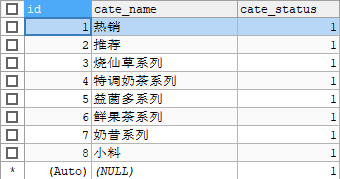 id cate_name cate_status
1 热销 1
2 推荐 1
3 烧仙草系列 1
4 特调奶茶系列 1
5 益菌多系列 1
6 鲜果茶系列 1
7 奶昔系列 1
8 小料 1
* (Auto) (NULL) 1